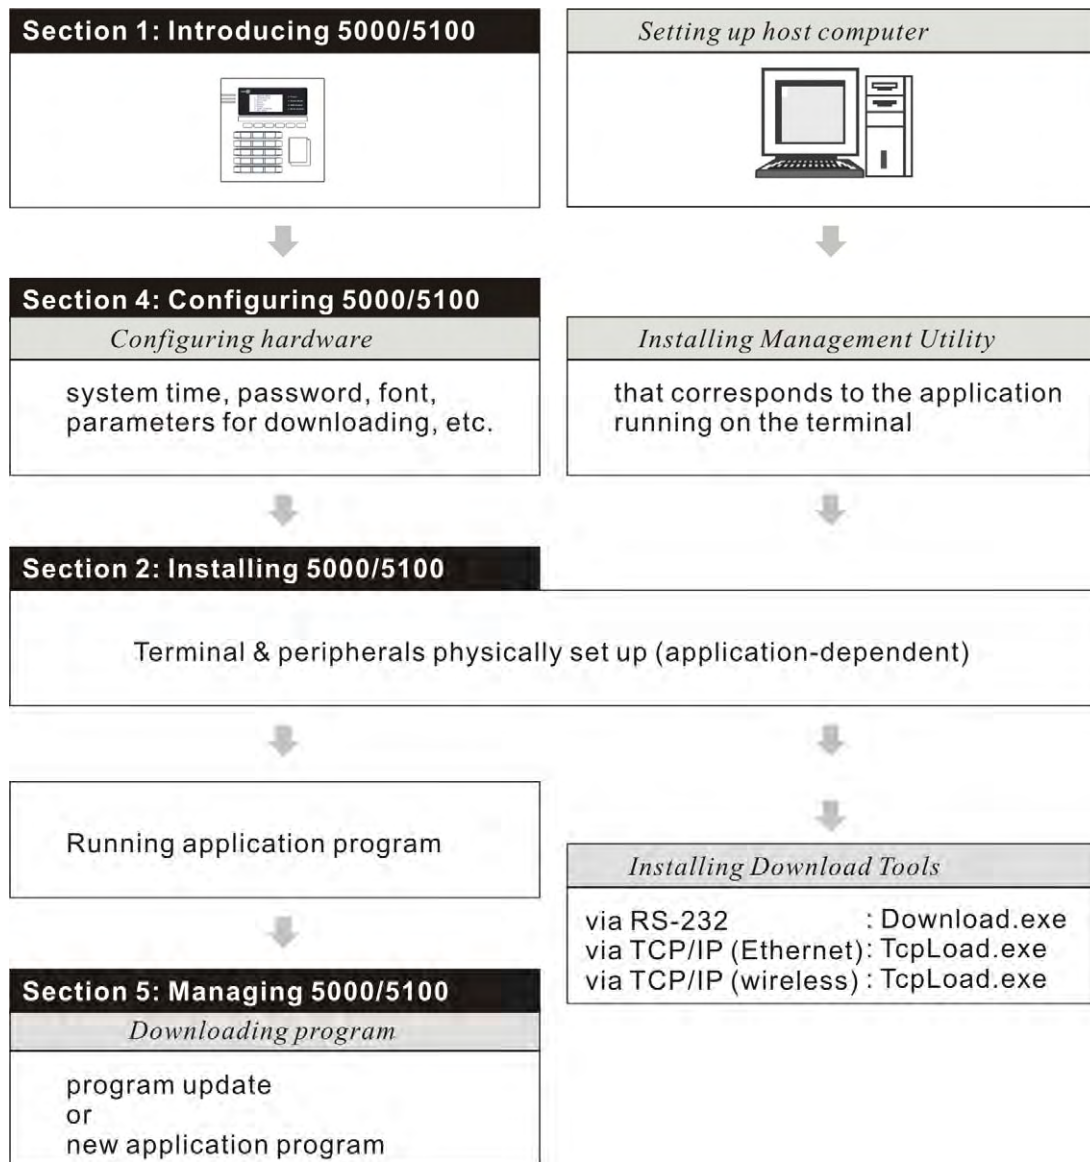 Section 1: Introducing 5000/5100
Setting up host computer
Section 4: Configuring 5000/5100
Configuring hardware
system time, password, font,
parameters for downloading, etc.
Installing Management Utility
that corresponds to the application
running on the terminal
Section 2: Installing 5000/5100
Terminal & peripherals physically set up (application-dependent)
Running application program
Installing Download Tools
via RS-232 : Download.exe
via TCP/IP (Ethernet): TcpLoad.exe
via TCP/IP (wireless) : TcpLoad.exe
Section 5: Managing 5000/5100
Downloading program
program update
or
new application program